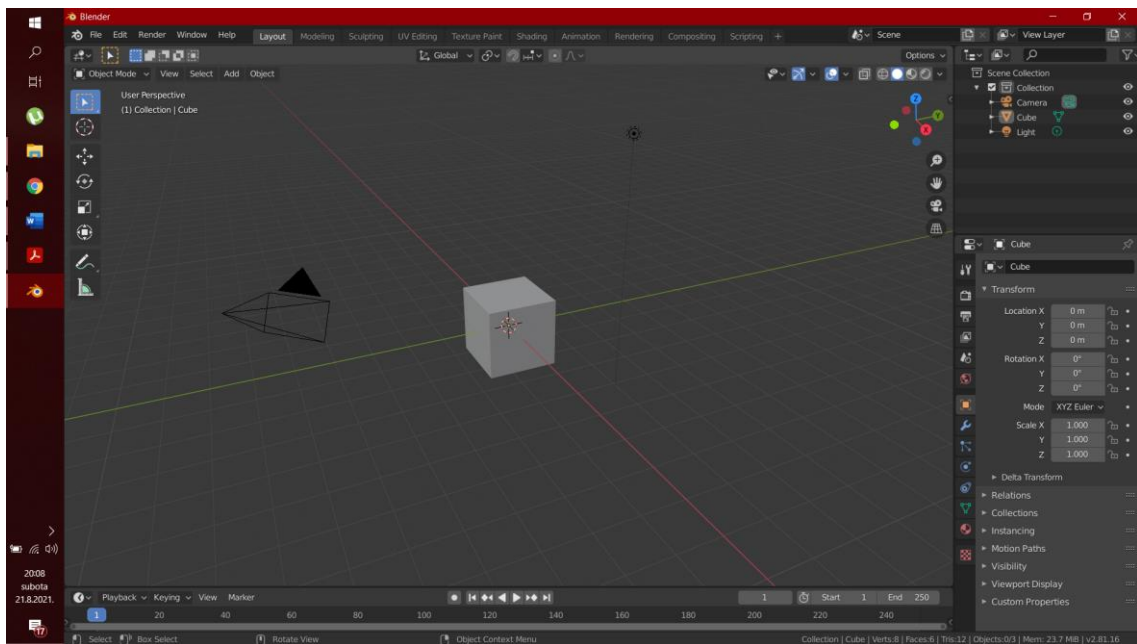 Blender
File Edit Render Window Help Layout Modeling Sculpting UV Editing Texture Paint Shading Animation Rendering Compositing Scripting + Scene View Layer
Global Options
Object Mode View Select Add Object
User Perspective
(1) Collection | Cube
Z
Y
X
Scene Collection
Collection
Camera
Cube
Light
Cube
Cube
Transform
Location X 0 m
Y 0 m
Z 0 m
Rotation X 0°
Y 0°
Z 0°
Mode XYZ Euler
Scale X 1.000
Y 1.000
Z 1.000
Delta Transform
Relations
Collections
Instancing
Motion Paths
Visibility
Viewport Display
Custom Properties
Playback Keying View Marker 1 Start 1 End 250
1 20 40 60 80 100 120 140 160 180 200 220 240
Select Box Select Rotate View Object Context Menu Collection | Cube | Verts:8 | Faces:6 | Tris:12 | Objects:0/3 | Mem: 23.7 MiB | v2.81.16
20:08
subota
21.8.2021.
17